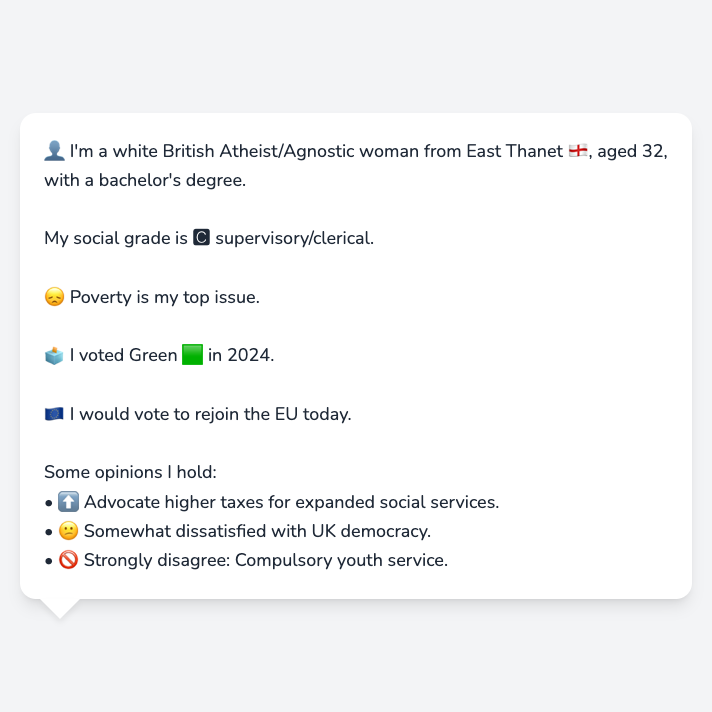 👤 I'm a white British Atheist/Agnostic woman from East Thanet 🏴󠁧󠁢󠁥󠁮󠁧󠁿, aged 32,
with a bachelor's degree.
My social grade is 🅲 supervisory/clerical.
😞 Poverty is my top issue.
🗳️ I voted Green 🟩 in 2024.
🇪🇺 I would vote to rejoin the EU today.
Some opinions I hold:
• ⬆️ Advocate higher taxes for expanded social services.
• 🙁 Somewhat dissatisfied with UK democracy.
• 🚫 Strongly disagree: Compulsory youth service.